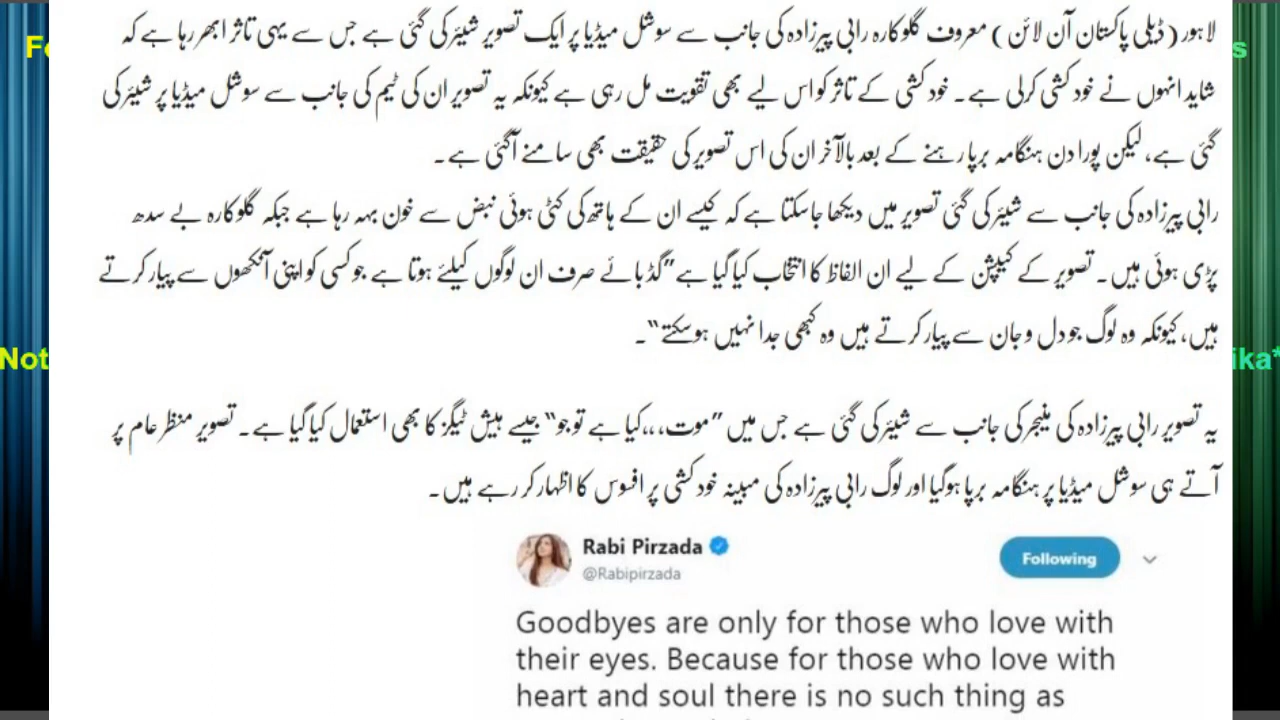 لاہور (ڈیلی پاکستان آن لائن) معروف گلوکارہ رابی پیرزادہ کی جانب سے سوشل میڈیا پر ایک تصویر شیئر کی گئی ہے جس سے یہی تاثر ابھر رہا ہے کہ
شاید انہوں نے خود کشی کرلی ہے۔ خود کشی کے تاثر کو اس لیے بھی تقویت مل رہی ہے کیونکہ یہ تصویر ان کی ٹیم کی جانب سے سوشل میڈیا پر شیئر کی
گئی ہے، لیکن پورا دن ہنگامہ برپا رہنے کے بعد بالآخر ان کی اس تصویر کی حقیقت بھی سامنے آگئی ہے۔
رابی پیرزادہ کی جانب سے شیئر کی گئی تصویر میں دیکھا جاسکتا ہے کہ کیسے ان کے ہاتھ کی کٹی ہوئی نبض سے خون بہہ رہا ہے جبکہ گلوکارہ بے سدھ
پڑی ہوئی ہیں۔ تصویر کے کیپشن کے لیے ان الفاظ کا انتخاب کیا گیا ہے ”گڈ بائے صرف ان لوگوں کیلئے ہوتا ہے جو کسی کو اپنی آنکھوں سے پیار کرتے
ہیں، کیونکہ وہ لوگ جو دل و جان سے پیار کرتے ہیں وہ کبھی جدا نہیں ہوسکتے“۔
یہ تصویر رابی پیرزادہ کی منیجر کی جانب سے شیئر کی گئی ہے جس میں ”موت،،،کیا ہے تو جو“ جیسے ہیش ٹیگز کا بھی استعمال کیا گیا ہے۔ تصویر منظر عام پر
آتے ہی سوشل میڈیا پر ہنگامہ برپا ہوگیا اور لوگ رابی پیرزادہ کی مبینہ خود کشی پر افسوس کا اظہار کر رہے ہیں۔
Rabi Pirzada
@Rabipirzada
Following
Goodbyes are only for those who love with
their eyes. Because for those who love with
heart and soul there is no such thing as